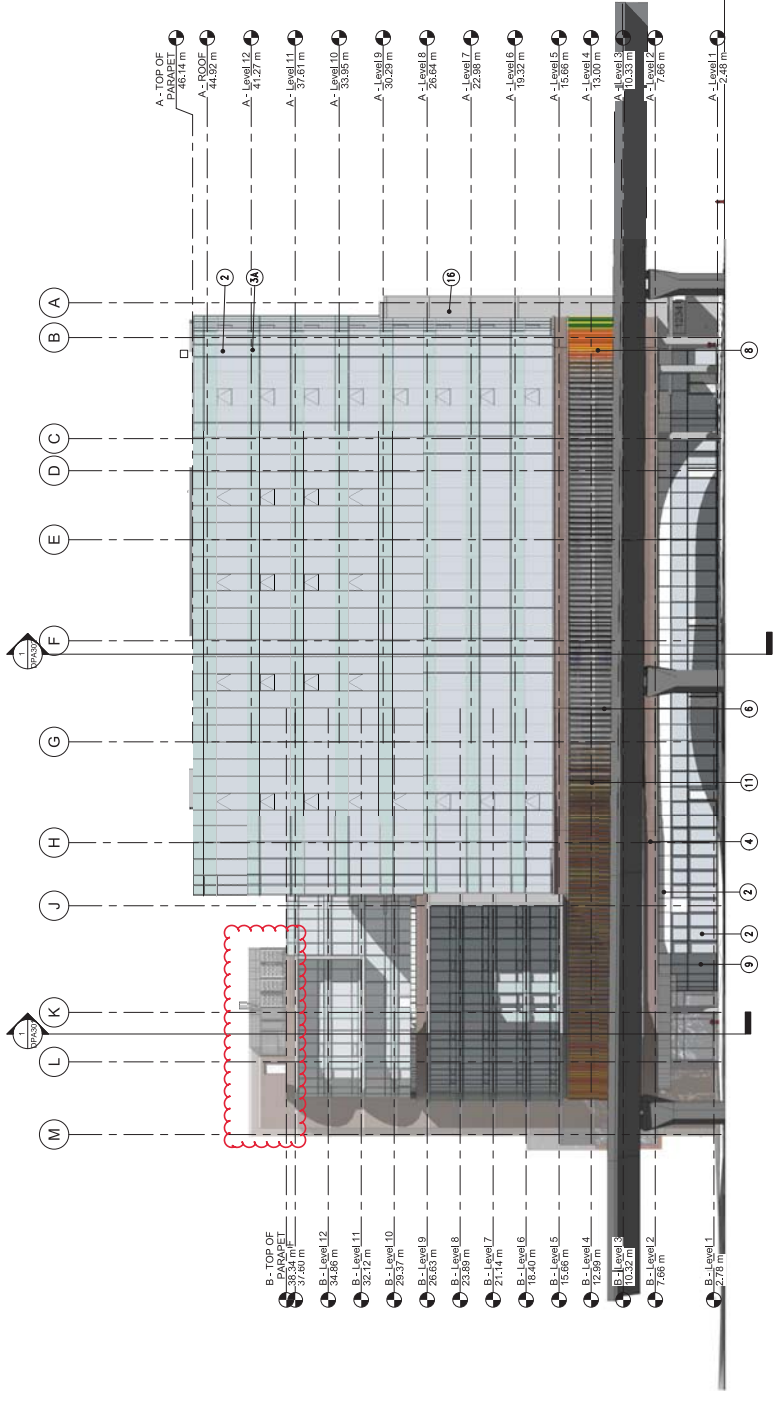 A - TOP OF
PARAPET
46.14 m
A - ROOF
44.92 m
A - Level 12
41.27 m
A - Level 11
37.61 m
A - Level 10
33.95 m
A - Level 9
30.29 m
A - Level 8
26.64 m
A - Level 7
22.98 m
A - Level 6
19.32 m
A - Level 5
15.66 m
A - Level 4
13.00 m
A - Level 3
10.33 m
A - Level 2
7.66 m
A - Level 1
2.48 m
A
B
C
D
E
F
G
H
J
K
L
M
1
1
2
3A
16
1234
8
6
11
4
2
2
9
B - TOP OF
PARAPET
38.34 m
37.60 m
B - Level 12
34.86 m
B - Level 11
32.12 m
B - Level 10
29.37 m
B - Level 9
26.63 m
B - Level 8
23.89 m
B - Level 7
21.14 m
B - Level 6
18.40 m
B - Level 5
15.66 m
B - Level 4
12.99 m
B - Level 3
10.32 m
B - Level 2
7.66 m
B - Level 1
2.78 m